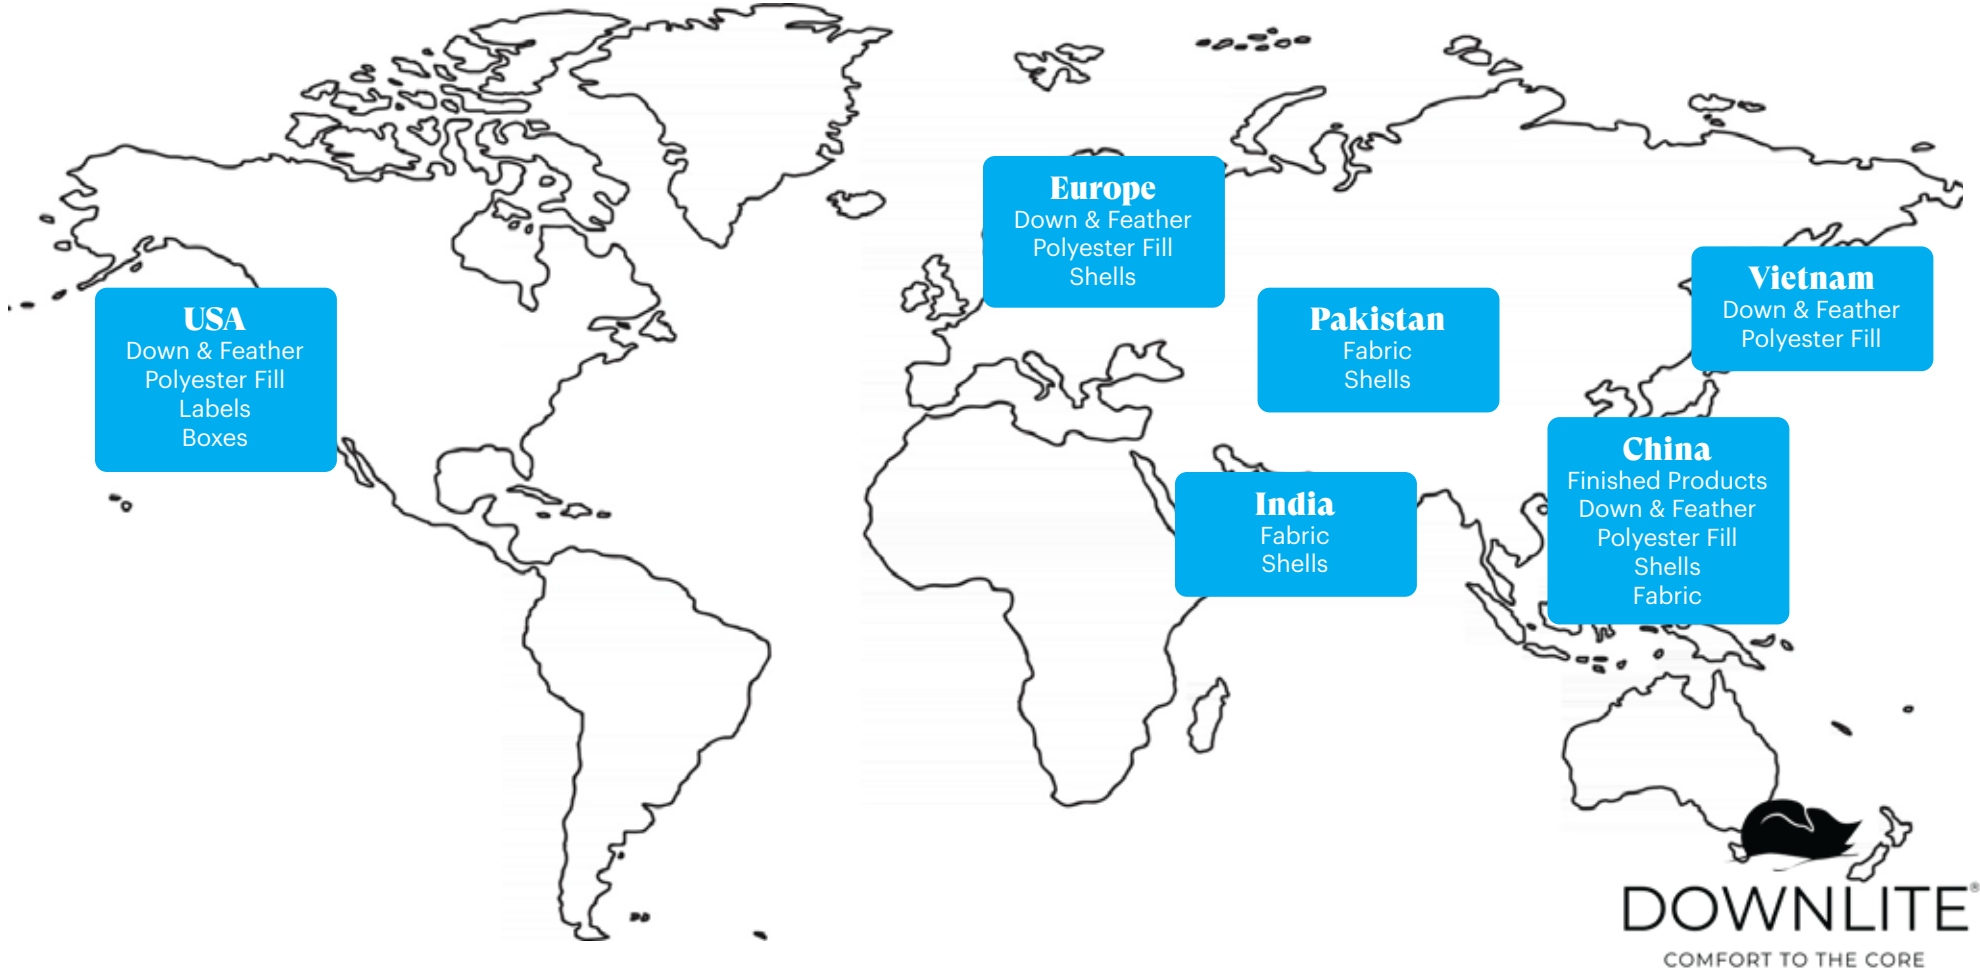 Europe
Down & Feather
Polyester Fill
Shells
USA
Down & Feather
Polyester Fill
Labels
Boxes
Pakistan
Fabric
Shells
Vietnam
Down & Feather
Polyester Fill
India
Fabric
Shells
China
Finished Products
Down & Feather
Polyester Fill
Shells
Fabric
DOWNLITE®
COMFORT TO THE CORE